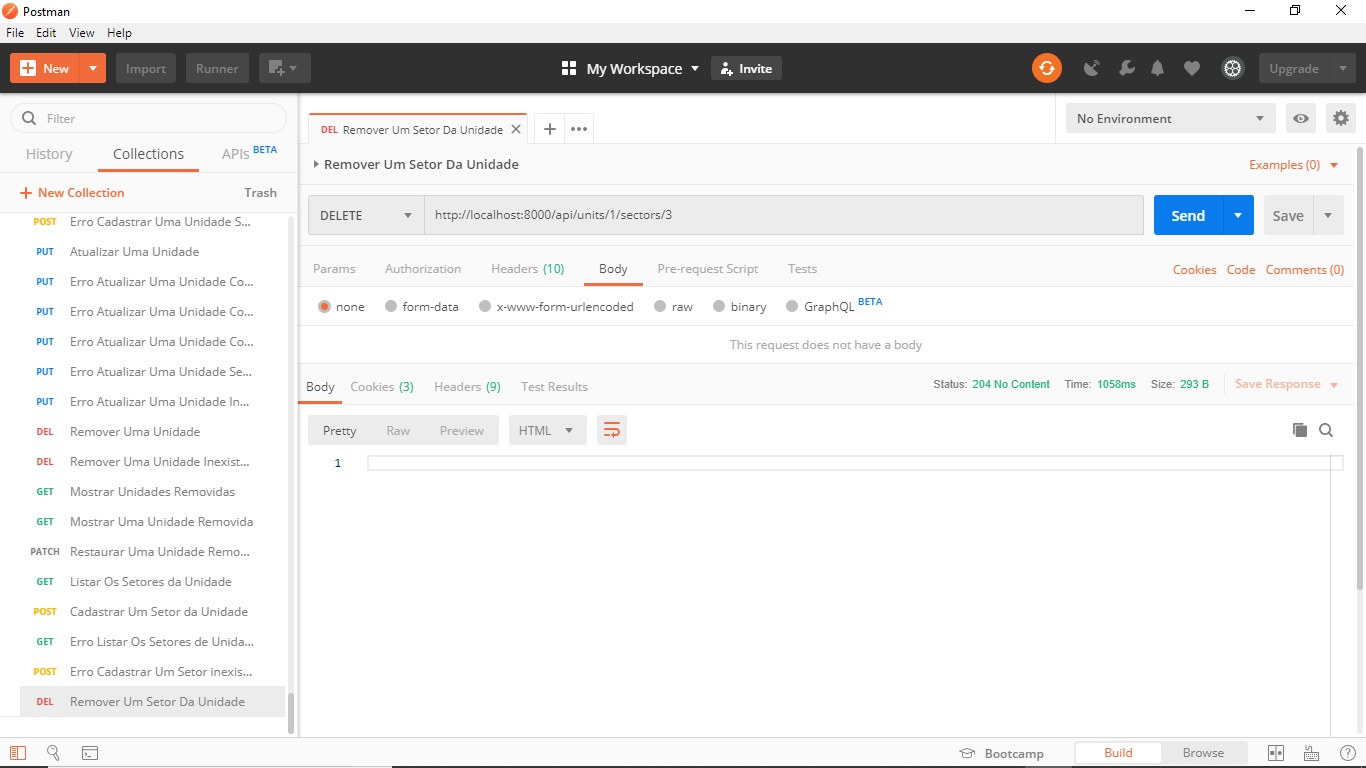 Postman
File Edit View Help
New Import Runner My Workspace Invite Upgrade
Filter
History Collections APIs BETA
New Collection Trash
POST Erro Cadastrar Uma Unidade S...
PUT Atualizar Uma Unidade
PUT Erro Atualizar Uma Unidade Co...
PUT Erro Atualizar Uma Unidade Co...
PUT Erro Atualizar Uma Unidade Co...
PUT Erro Atualizar Uma Unidade Se...
PUT Erro Atualizar Uma Unidade In...
DEL Remover Uma Unidade
DEL Remover Uma Unidade Inexist...
GET Mostrar Unidades Removidas
GET Mostrar Uma Unidade Removida
PATCH Restaurar Uma Unidade Remo...
GET Listar Os Setores da Unidade
POST Cadastrar Um Setor da Unidade
GET Erro Listar Os Setores de Unida...
POST Erro Cadastrar Um Setor inexis...
DEL Remover Um Setor Da Unidade
DEL Remover Um Setor Da Unidade
No Environment
Remover Um Setor Da Unidade Examples (0)
DELETE http://localhost:8000/api/units/1/sectors/3 Send Save
Params Authorization Headers (10) Body Pre-request Script Tests Cookies Code Comments (0)
none form-data x-www-form-urlencoded raw binary GraphQL BETA
This request does not have a body
Body Cookies (3) Headers (9) Test Results Status: 204 No Content Time: 1058ms Size: 293 B Save Response
Pretty Raw Preview HTML
1
Bootcamp Build Browse